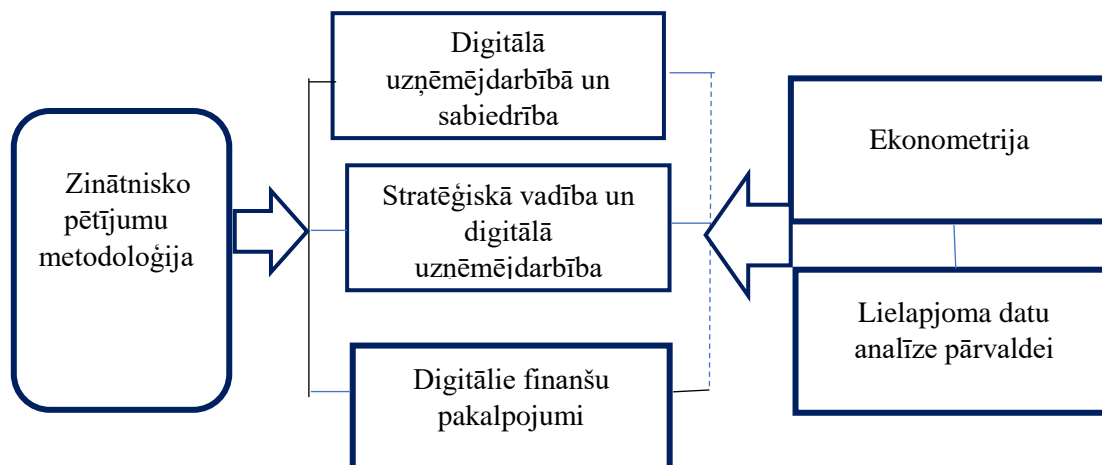 Zinātnisko
pētījumu
metodoloģija
Digitālā
uzņēmējdarbībā un
sabiedrība
Stratēģiskā vadība un
digitālā
uzņēmējdarbība
Digitālie finanšu
pakalpojumi
Ekonometrija
Lielapjoma datu
analīze pārvaldei